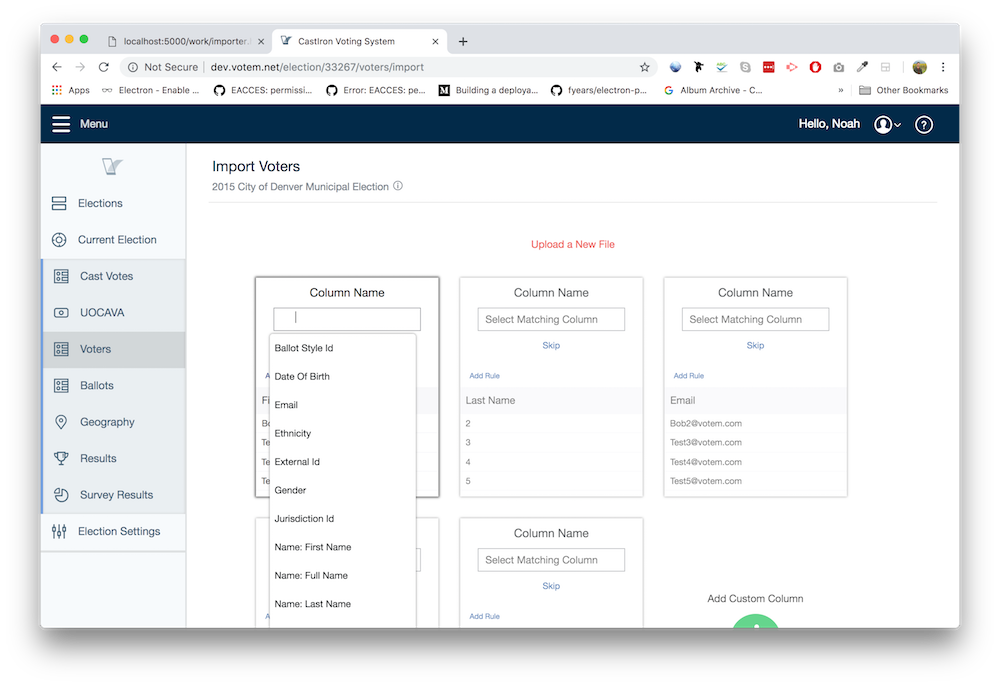 localhost:5000/work/importer.
CastIron Voting System
Not Secure
dev.votem.net/election/33267/voters/import
Apps
Electron - Enable ...
EACCES: permissi...
Error: EACCES: pe...
M
Building a deploya...
fyears/electron-p...
G
Album Archive - C...
»
Other Bookmarks
Menu
Hello, Noah
?
Elections
Current Election
Cast Votes
UOCAVA
Voters
Ballots
Geography
Results
Survey Results
Election Settings
Import Voters
2015 City of Denver Municipal Election
Upload a New File
Column Name
Ballot Style Id
Date Of Birth
Email
Ethnicity
External Id
Gender
Jurisdiction Id
Name: First Name
Name: Full Name
Name: Last Name
Column Name
Select Matching Column
Skip
Add Rule
Last Name
2
3
4
5
Column Name
Select Matching Column
Skip
Add Rule
Email
Bob2@votem.com
Test3@votem.com
Test4@votem.com
Test5@votem.com
Column Name
Select Matching Column
Skip
Add Rule
Add Custom Column